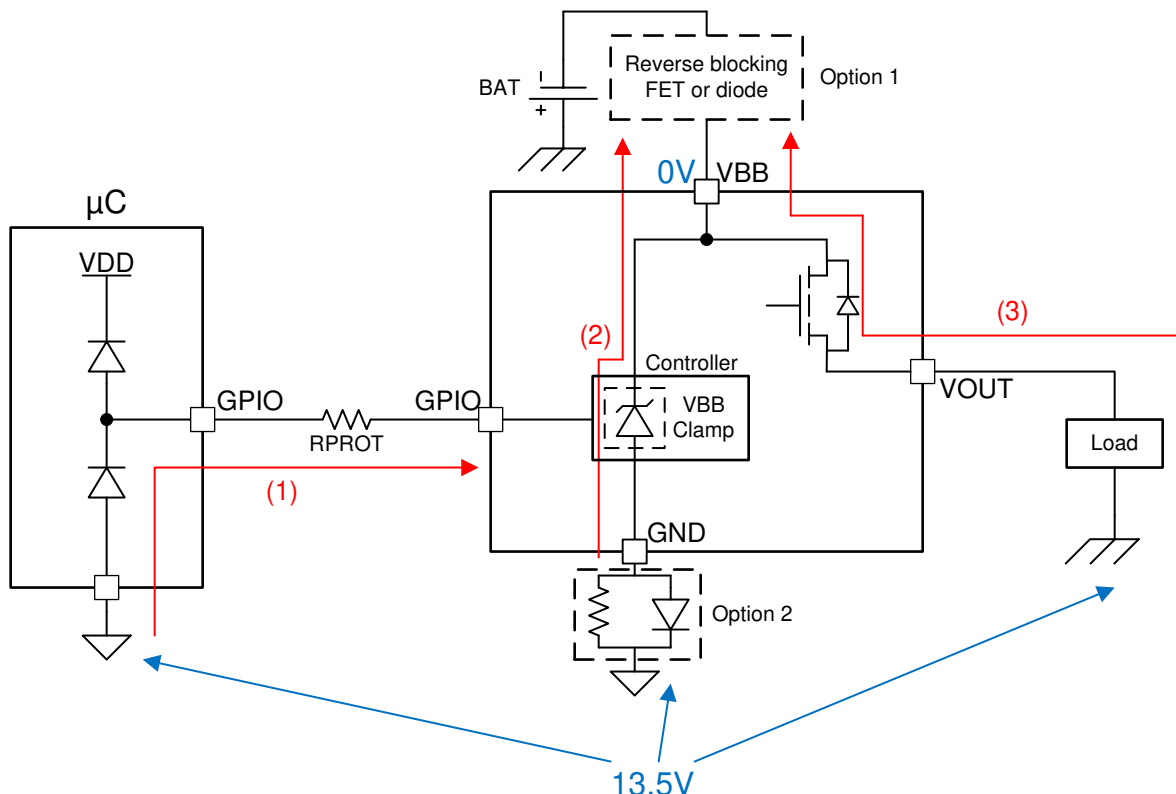 Reverse blocking
FET or diode
Option 1
BAT
-
+
0V
VBB
µC
VDD
(2)
(3)
Controller
GPIO
GPIO
VBB
Clamp
VOUT
RPROT
Load
(1)
GND
Option 2
13.5V